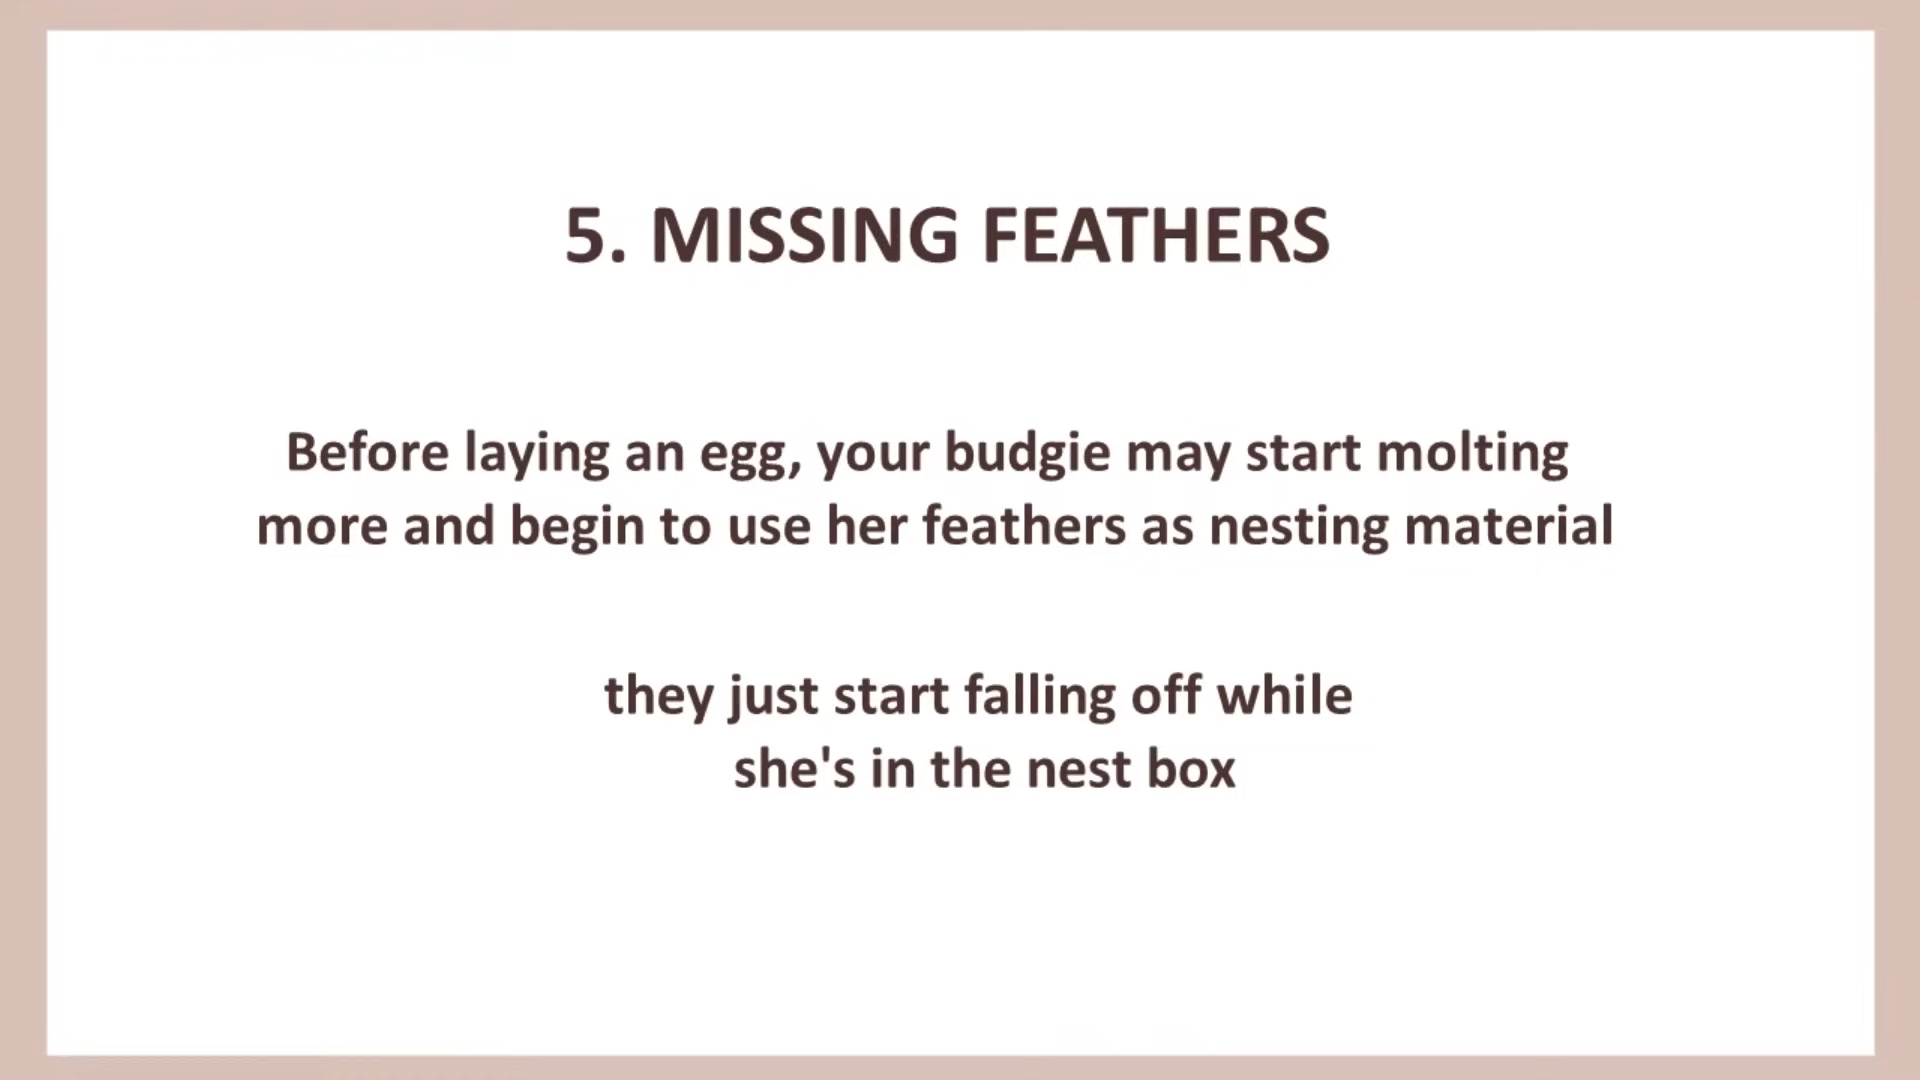 5. MISSING FEATHERS
Before laying an egg, your budgie may start molting
more and begin to use her feathers as nesting material
they just start falling off while
she's in the nest box